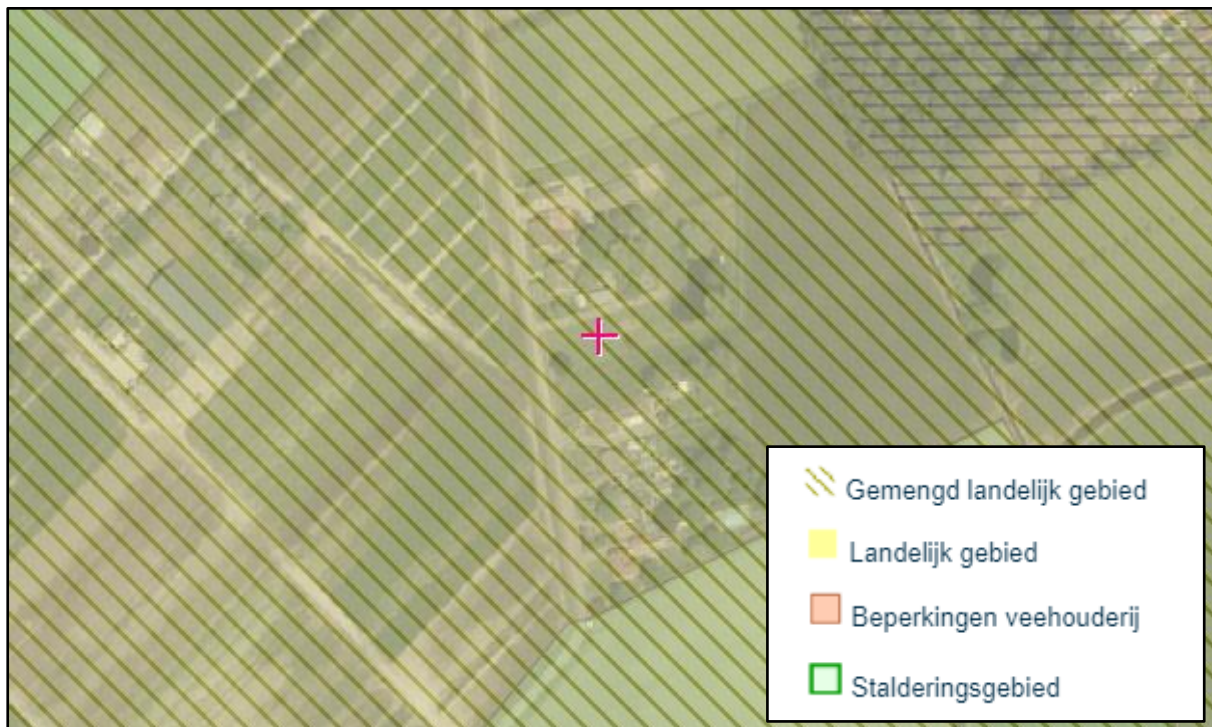 Gemengd landelijk gebied
Landelijk gebied
Beperkingen veehouderij
Stalderingsgebied